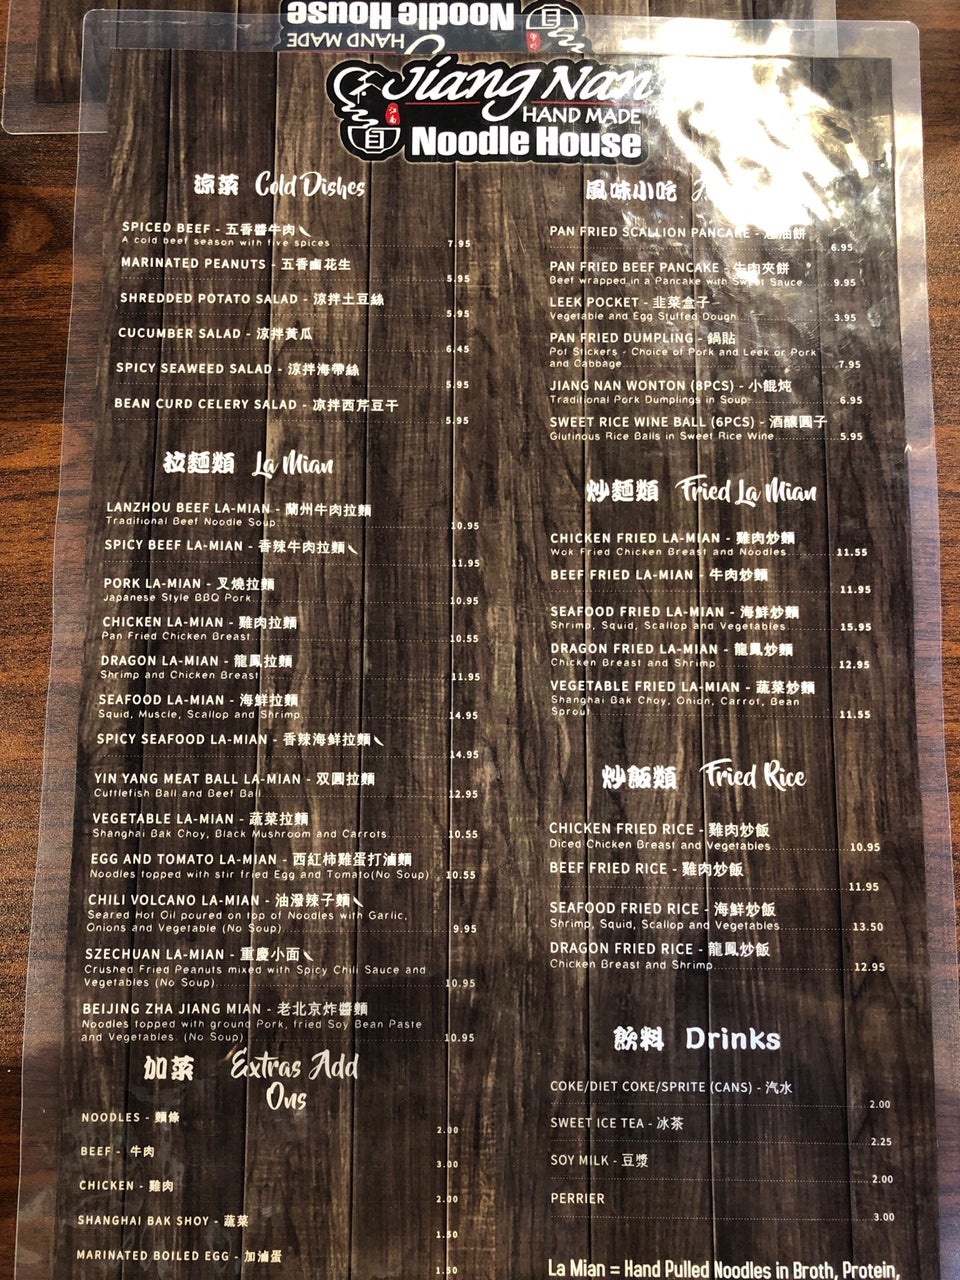 Noodle House
HAND MADE
Jiang Nan
HAND MADE
Noodle House
江南
涼菜 Cold Dishes
SPICED BEEF - 五香醬牛肉
A cold beef season with five spices 7.95
MARINATED PEANUTS - 五香鹵花生
5.95
SHREDDED POTATO SALAD - 涼拌土豆絲
5.95
CUCUMBER SALAD - 涼拌黃瓜
6.45
SPICY SEAWEED SALAD - 涼拌海帶絲
5.95
BEAN CURD CELERY SALAD - 涼拌西芹豆干
5.95
拉麵類 La Mian
LANZHOU BEEF LA-MIAN - 蘭州牛肉拉麵
Traditional Beef Noodle Soup 10.95
SPICY BEEF LA-MIAN - 香辣牛肉拉麵
11.95
PORK LA-MIAN - 叉燒拉麵
Japanese Style BBQ Pork 10.95
CHICKEN LA-MIAN - 雞肉拉麵
Pan Fried Chicken Breast 10.55
DRAGON LA-MIAN - 龍鳳拉麵
Shrimp and Chicken Breast 11.95
SEAFOOD LA-MIAN - 海鮮拉麵
Squid, Muscle, Scallop and Shrimp 14.95
SPICY SEAFOOD LA-MIAN - 香辣海鮮拉麵
14.95
YIN YANG MEAT BALL LA-MIAN - 双圓拉麵
Cuttlefish Ball and Beef Ball 12.95
VEGETABLE LA-MIAN - 蔬菜拉麵
Shanghai Bak Choy, Black Mushroom and Carrots 10.55
EGG AND TOMATO LA-MIAN - 西紅柿雞蛋打滷麵
Noodles topped with stir fried Egg and Tomato(No Soup) 10.55
CHILI VOLCANO LA-MIAN - 油潑辣子麵
Seared Hot Oil poured on top of Noodles with Garlic,
Onions and Vegetable (No Soup) 9.95
SZECHUAN LA-MIAN - 重慶小面
Crushed Fried Peanuts mixed with Spicy Chili Sauce and
Vegetables (No Soup) 10.95
BEIJING ZHA JIANG MIAN - 老北京炸醬麵
Noodles topped with ground Pork, fried Soy Bean Paste
and Vegetables (No Soup) 10.95
加菜 Extras Add
Ons
NOODLES - 麵條
2.00
BEEF - 牛肉
3.00
CHICKEN - 雞肉
2.00
SHANGHAI BAK SHOY - 蔬菜
1.50
MARINATED BOILED EGG - 加滷蛋
1.50
風味小吃
PAN FRIED SCALLION PANCAKE - 蔥油餅
6.95
PAN FRIED BEEF PANCAKE - 牛肉夾餅
Beef wrapped in a Pancake with Sweet Sauce 9.95
LEEK POCKET - 韭菜盒子
Vegetable and Egg Stuffed Dough 3.95
PAN FRIED DUMPLING - 鍋貼
Pot Stickers - Choice of Pork and Leek or Pork
and Cabbage 7.95
JIANG NAN WONTON (8PCS) - 小餛飩
Traditional Pork Dumplings in Soup 6.95
SWEET RICE WINE BALL (6PCS) - 酒釀圓子
Glutinous Rice Balls in Sweet Rice Wine 5.95
炒麵類 Fried La Mian
CHICKEN FRIED LA-MIAN - 雞肉炒麵
Wok Fried Chicken Breast and Noodles 11.55
BEEF FRIED LA-MIAN - 牛肉炒麵
11.95
SEAFOOD FRIED LA-MIAN - 海鮮炒麵
Shrimp, Squid, Scallop and Vegetables 15.95
DRAGON FRIED LA-MIAN - 龍鳳炒麵
Chicken Breast and Shrimp 12.95
VEGETABLE FRIED LA-MIAN - 蔬菜炒麵
Shanghai Bak Choy, Onion, Carrot, Bean
Sprout 11.55
炒飯類 Fried Rice
CHICKEN FRIED RICE - 雞肉炒飯
Diced Chicken Breast and Vegetables 10.95
BEEF FRIED RICE - 雞肉炒飯
11.95
SEAFOOD FRIED RICE - 海鮮炒飯
Shrimp, Squid, Scallop and Vegetables 13.50
DRAGON FRIED RICE - 龍鳳炒飯
Chicken Breast and Shrimp 12.95
飲料 Drinks
COKE/DIET COKE/SPRITE (CANS) - 汽水
2.00
SWEET ICE TEA - 冰茶
2.25
SOY MILK - 豆漿
2.00
PERRIER
3.00
La Mian = Hand Pulled Noodles in Broth, Protein,